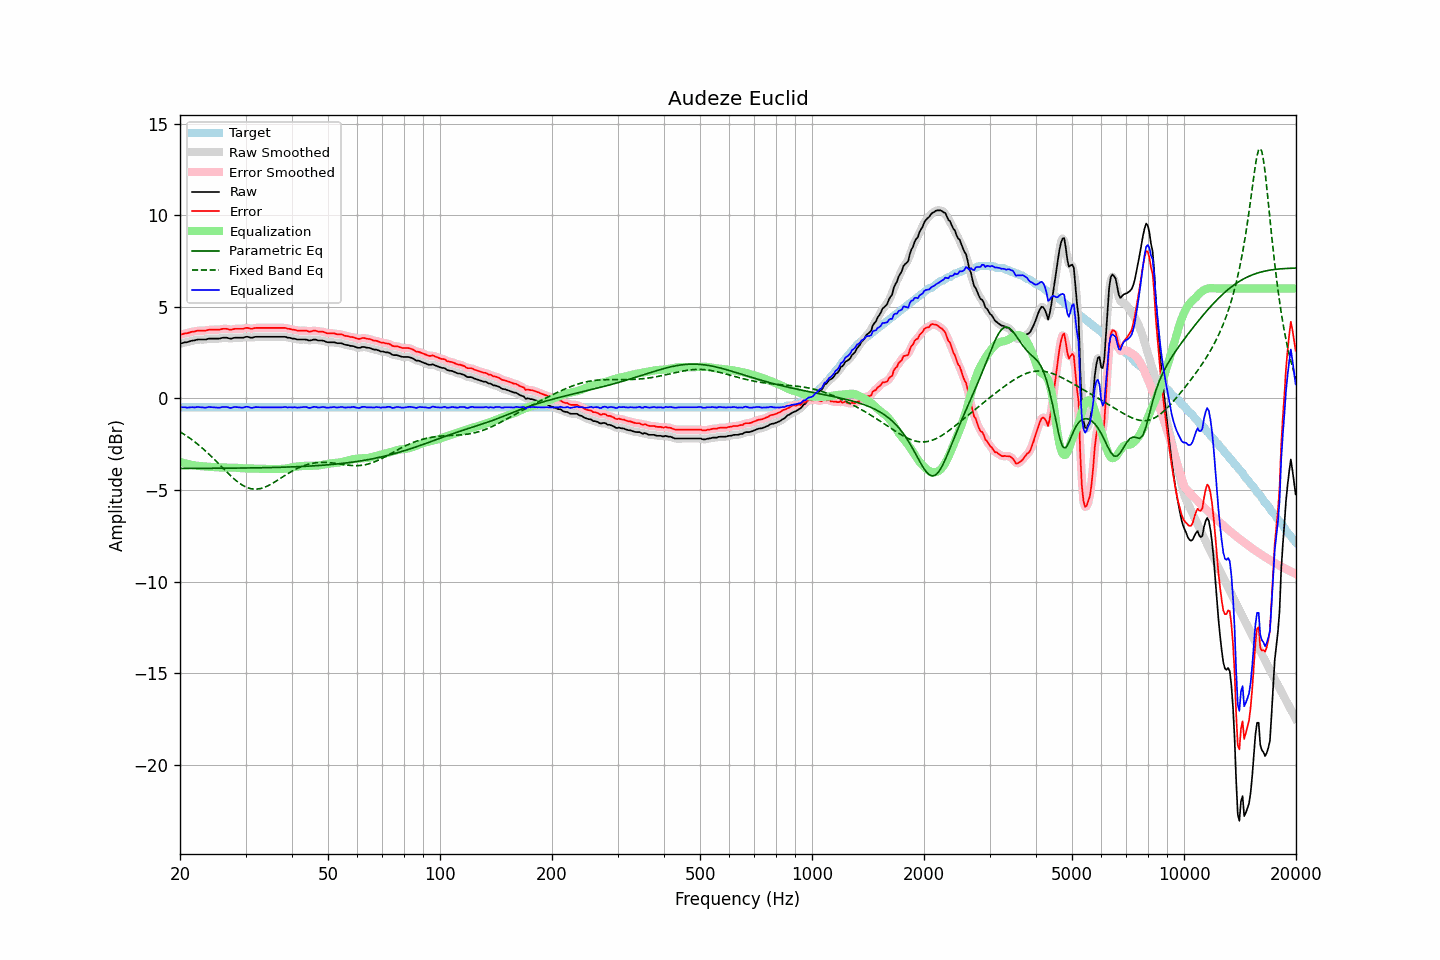 Audeze Euclid
Target
Raw Smoothed
Error Smoothed
Raw
Error
Equalization
Parametric Eq
Fixed Band Eq
Equalized
15
10
5
0
−5
−10
−15
−20
Amplitude (dBr)
20 50 100 200 500 1000 2000 5000 10000 20000
Frequency (Hz)